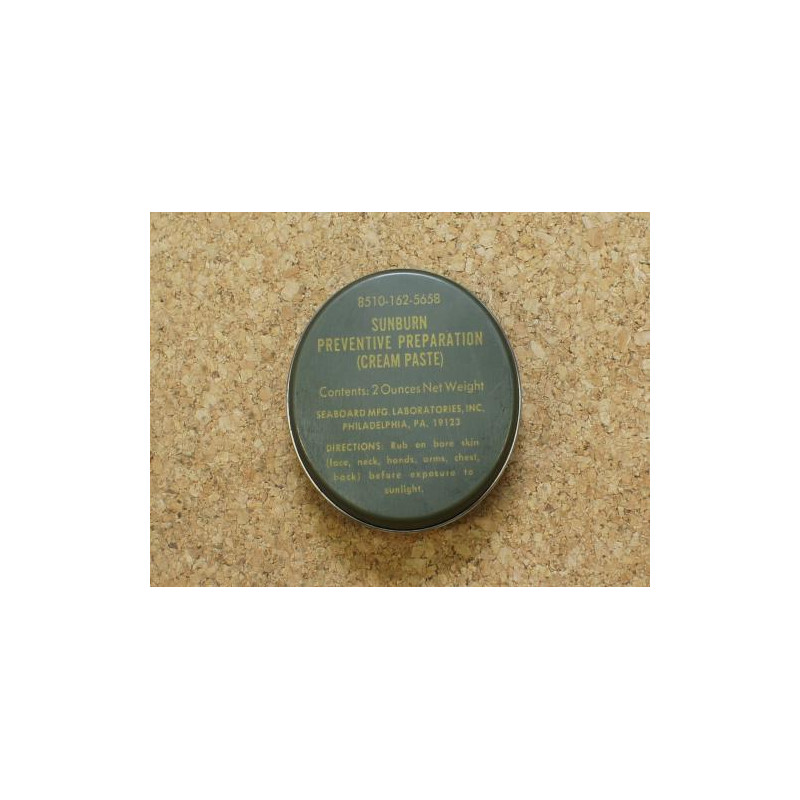 8510-162-5658
SUNBURN
PREVENTIVE PREPARATION
(CREAM PASTE)
Contents: 2 Ounces Net Weight
SEABOARD MFG. LABORATORIES, INC.
PHILADELPHIA, PA. 19123
DIRECTIONS: Rub on bare skin
(face, neck, hands, arms, chest,
back) before exposure to
sunlight.